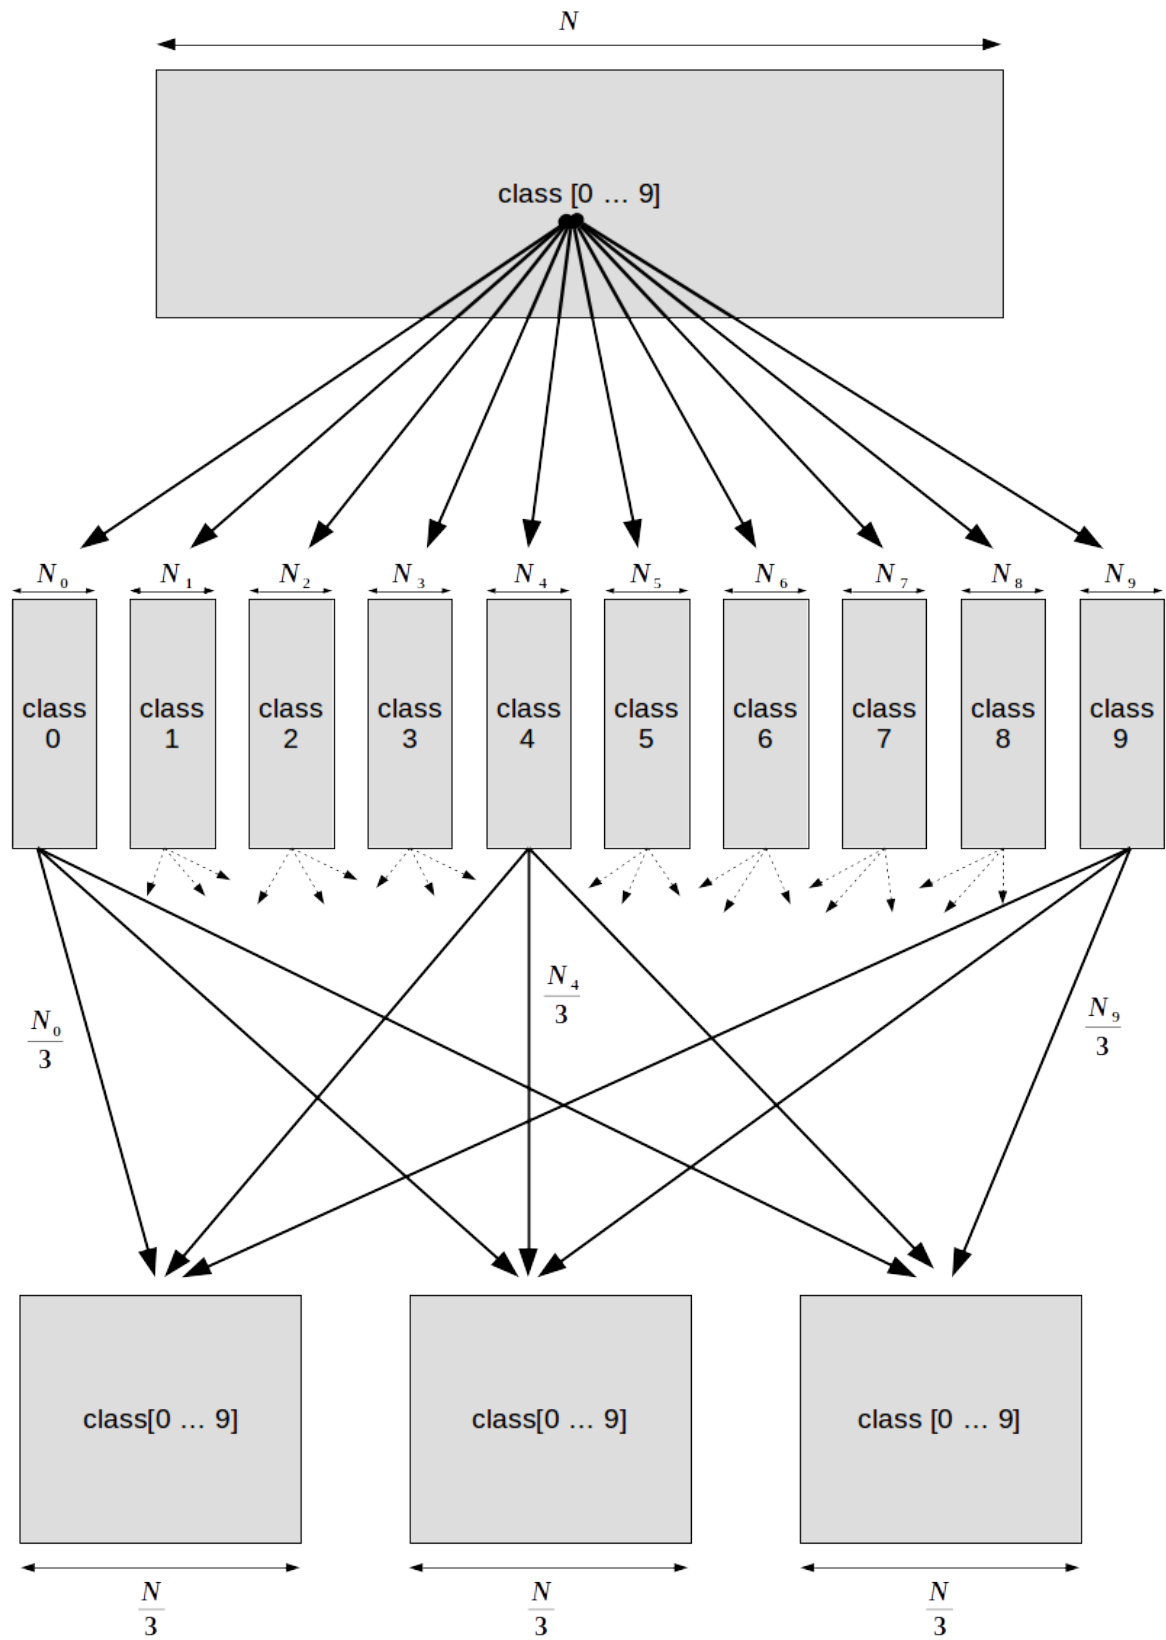 N
class [0 ... 9]
N₀ N₁ N₂ N₃ N₄ N₅ N₆ N₇ N₈ N₉
class class class class class class class class class class
0 1 2 3 4 5 6 7 8 9
N₄
3
N₀
3
N₉
3
class[0 ... 9] class[0 ... 9] class [0 ... 9]
N N N
3 3 3